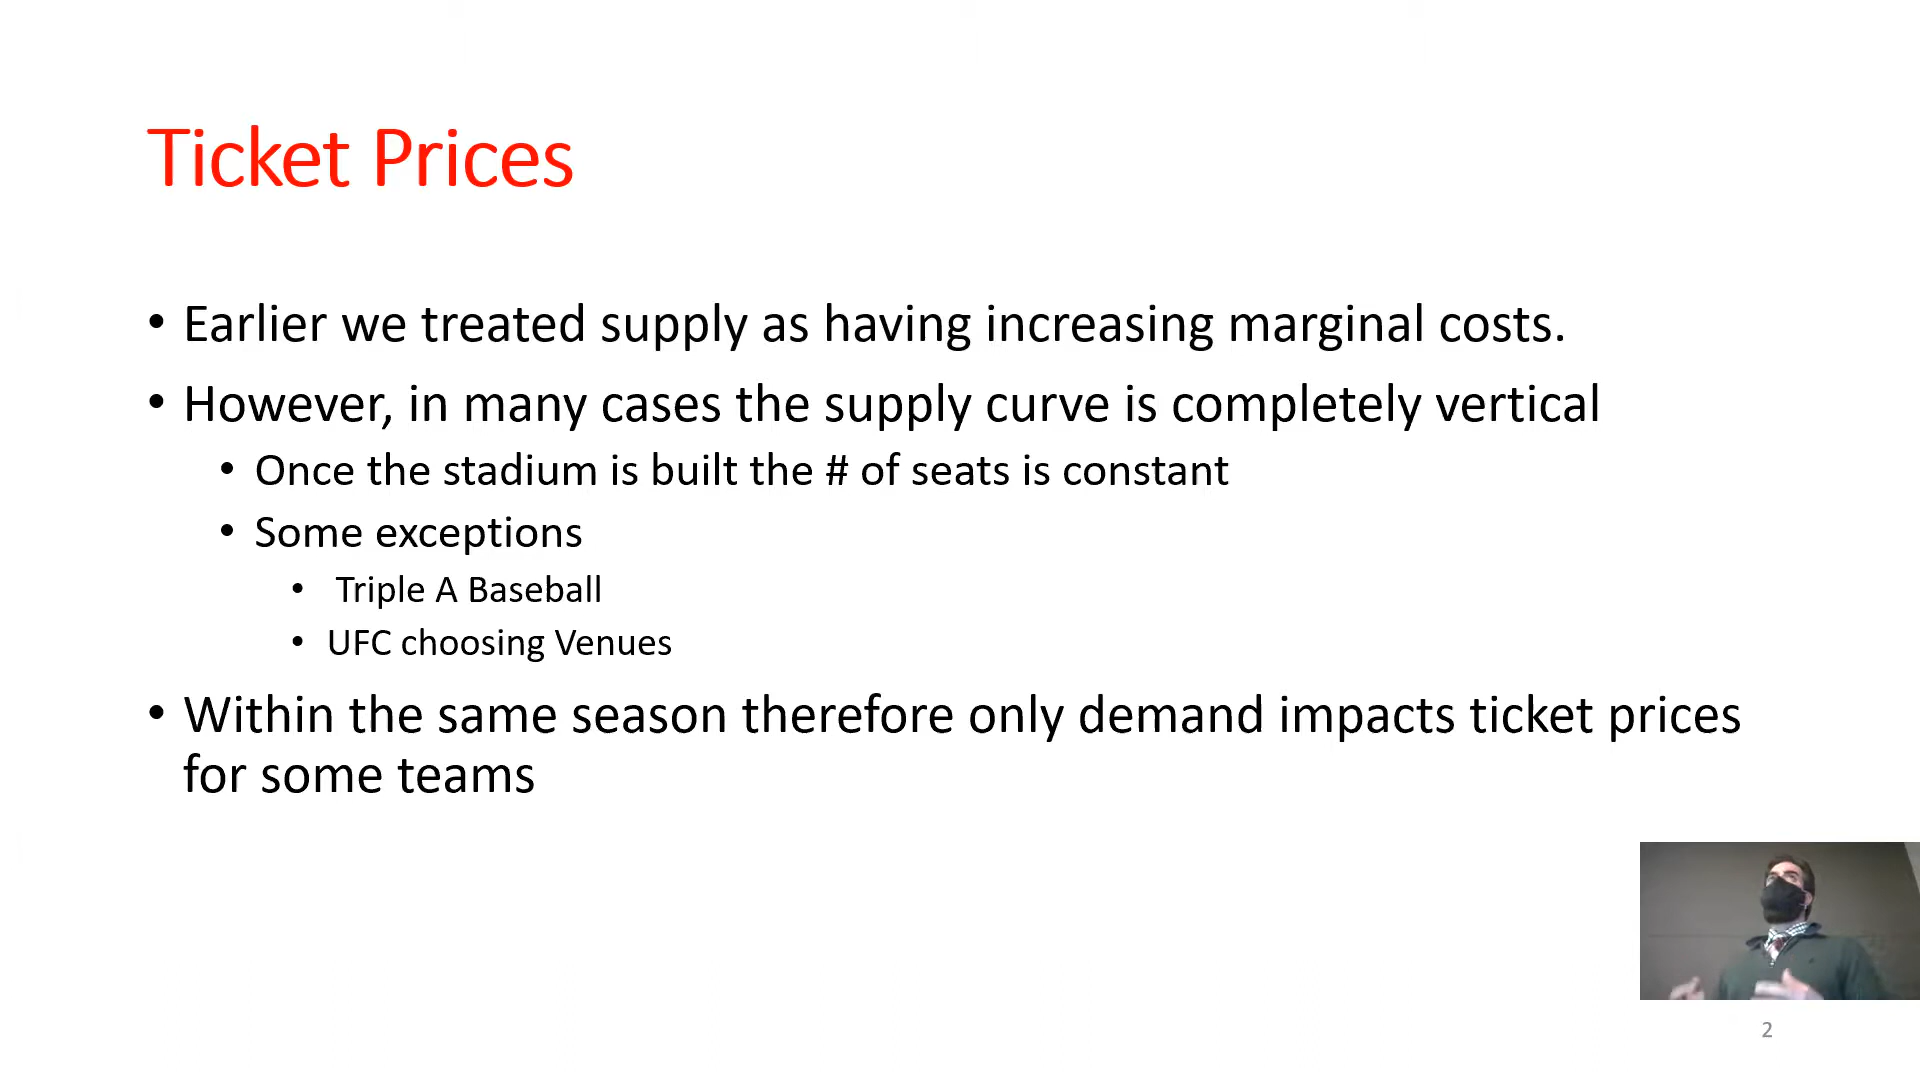 Ticket Prices
• Earlier we treated supply as having increasing marginal costs.
• However, in many cases the supply curve is completely vertical
• Once the stadium is built the # of seats is constant
• Some exceptions
• Triple A Baseball
• UFC choosing Venues
• Within the same season therefore only demand impacts ticket prices
for some teams
2